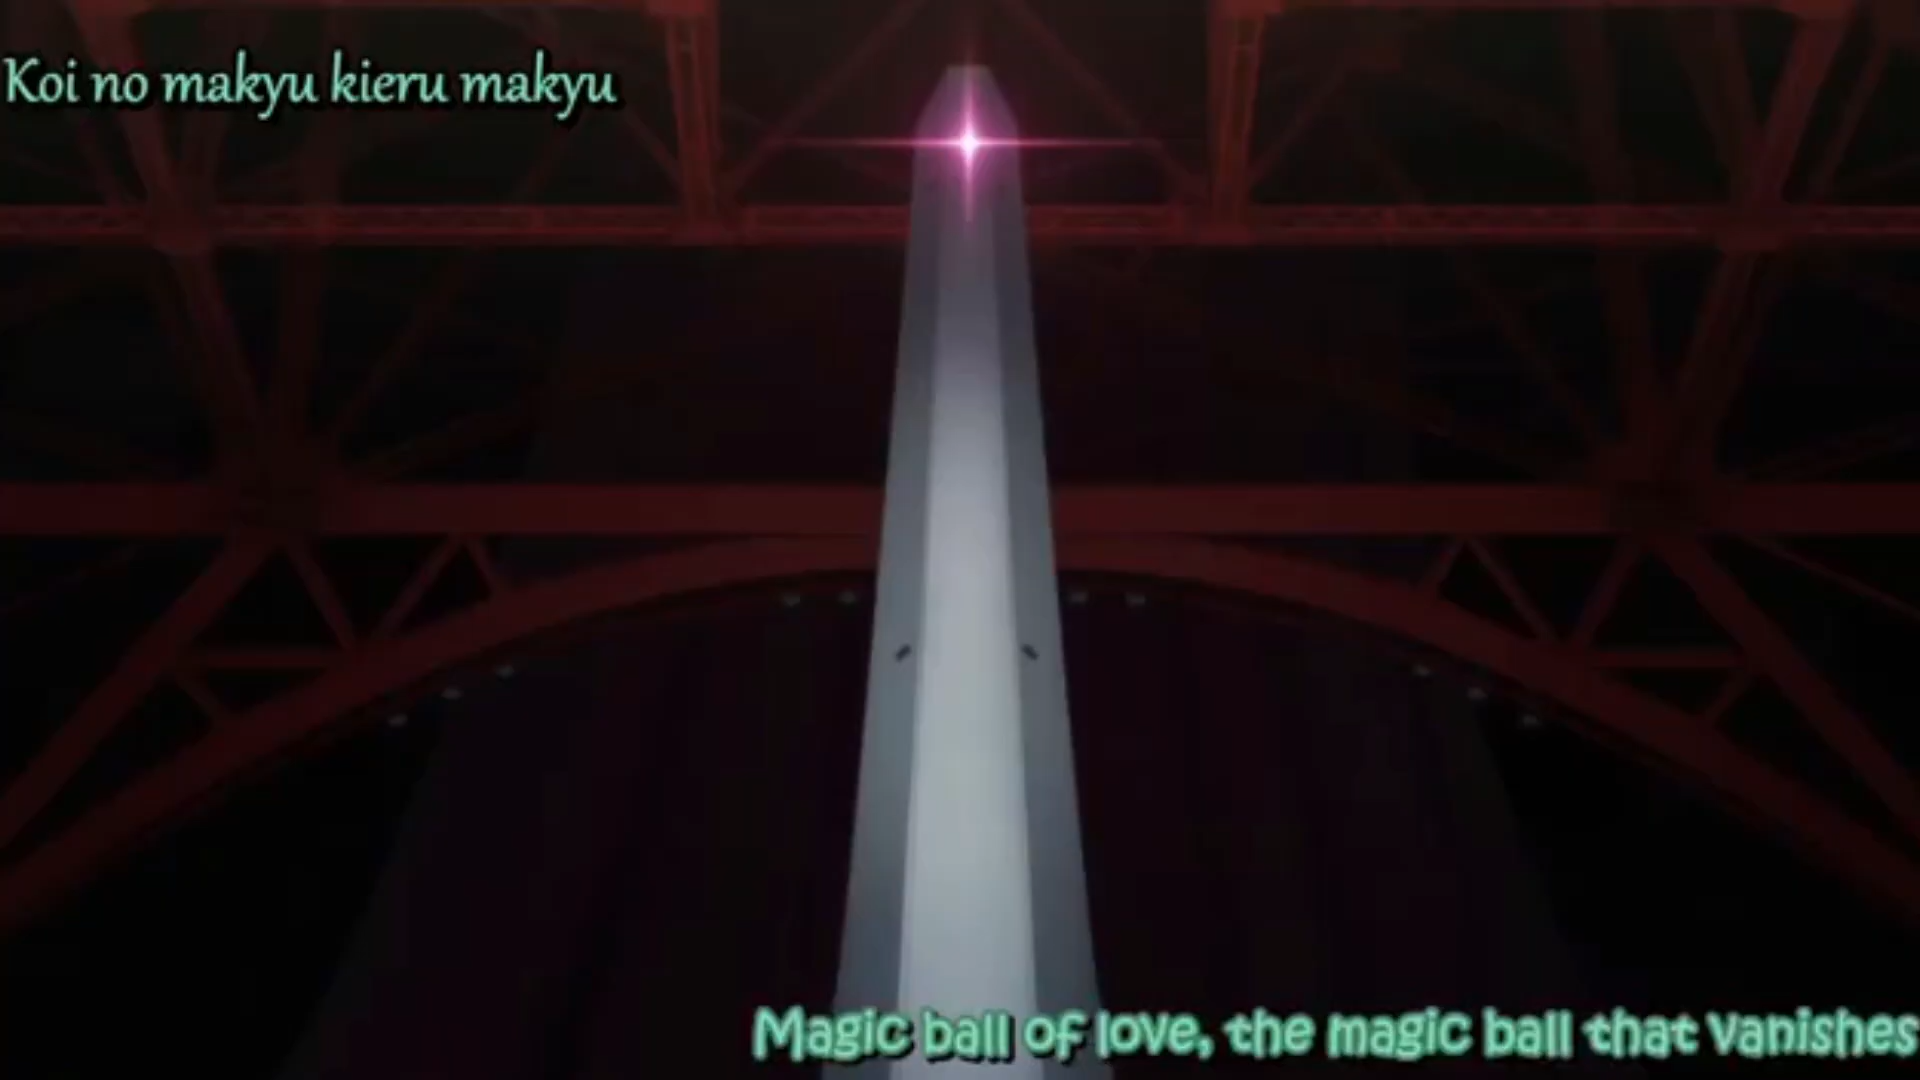 Koi no makyu kieru makyu
Magic ball of love, the magic ball that vanishes